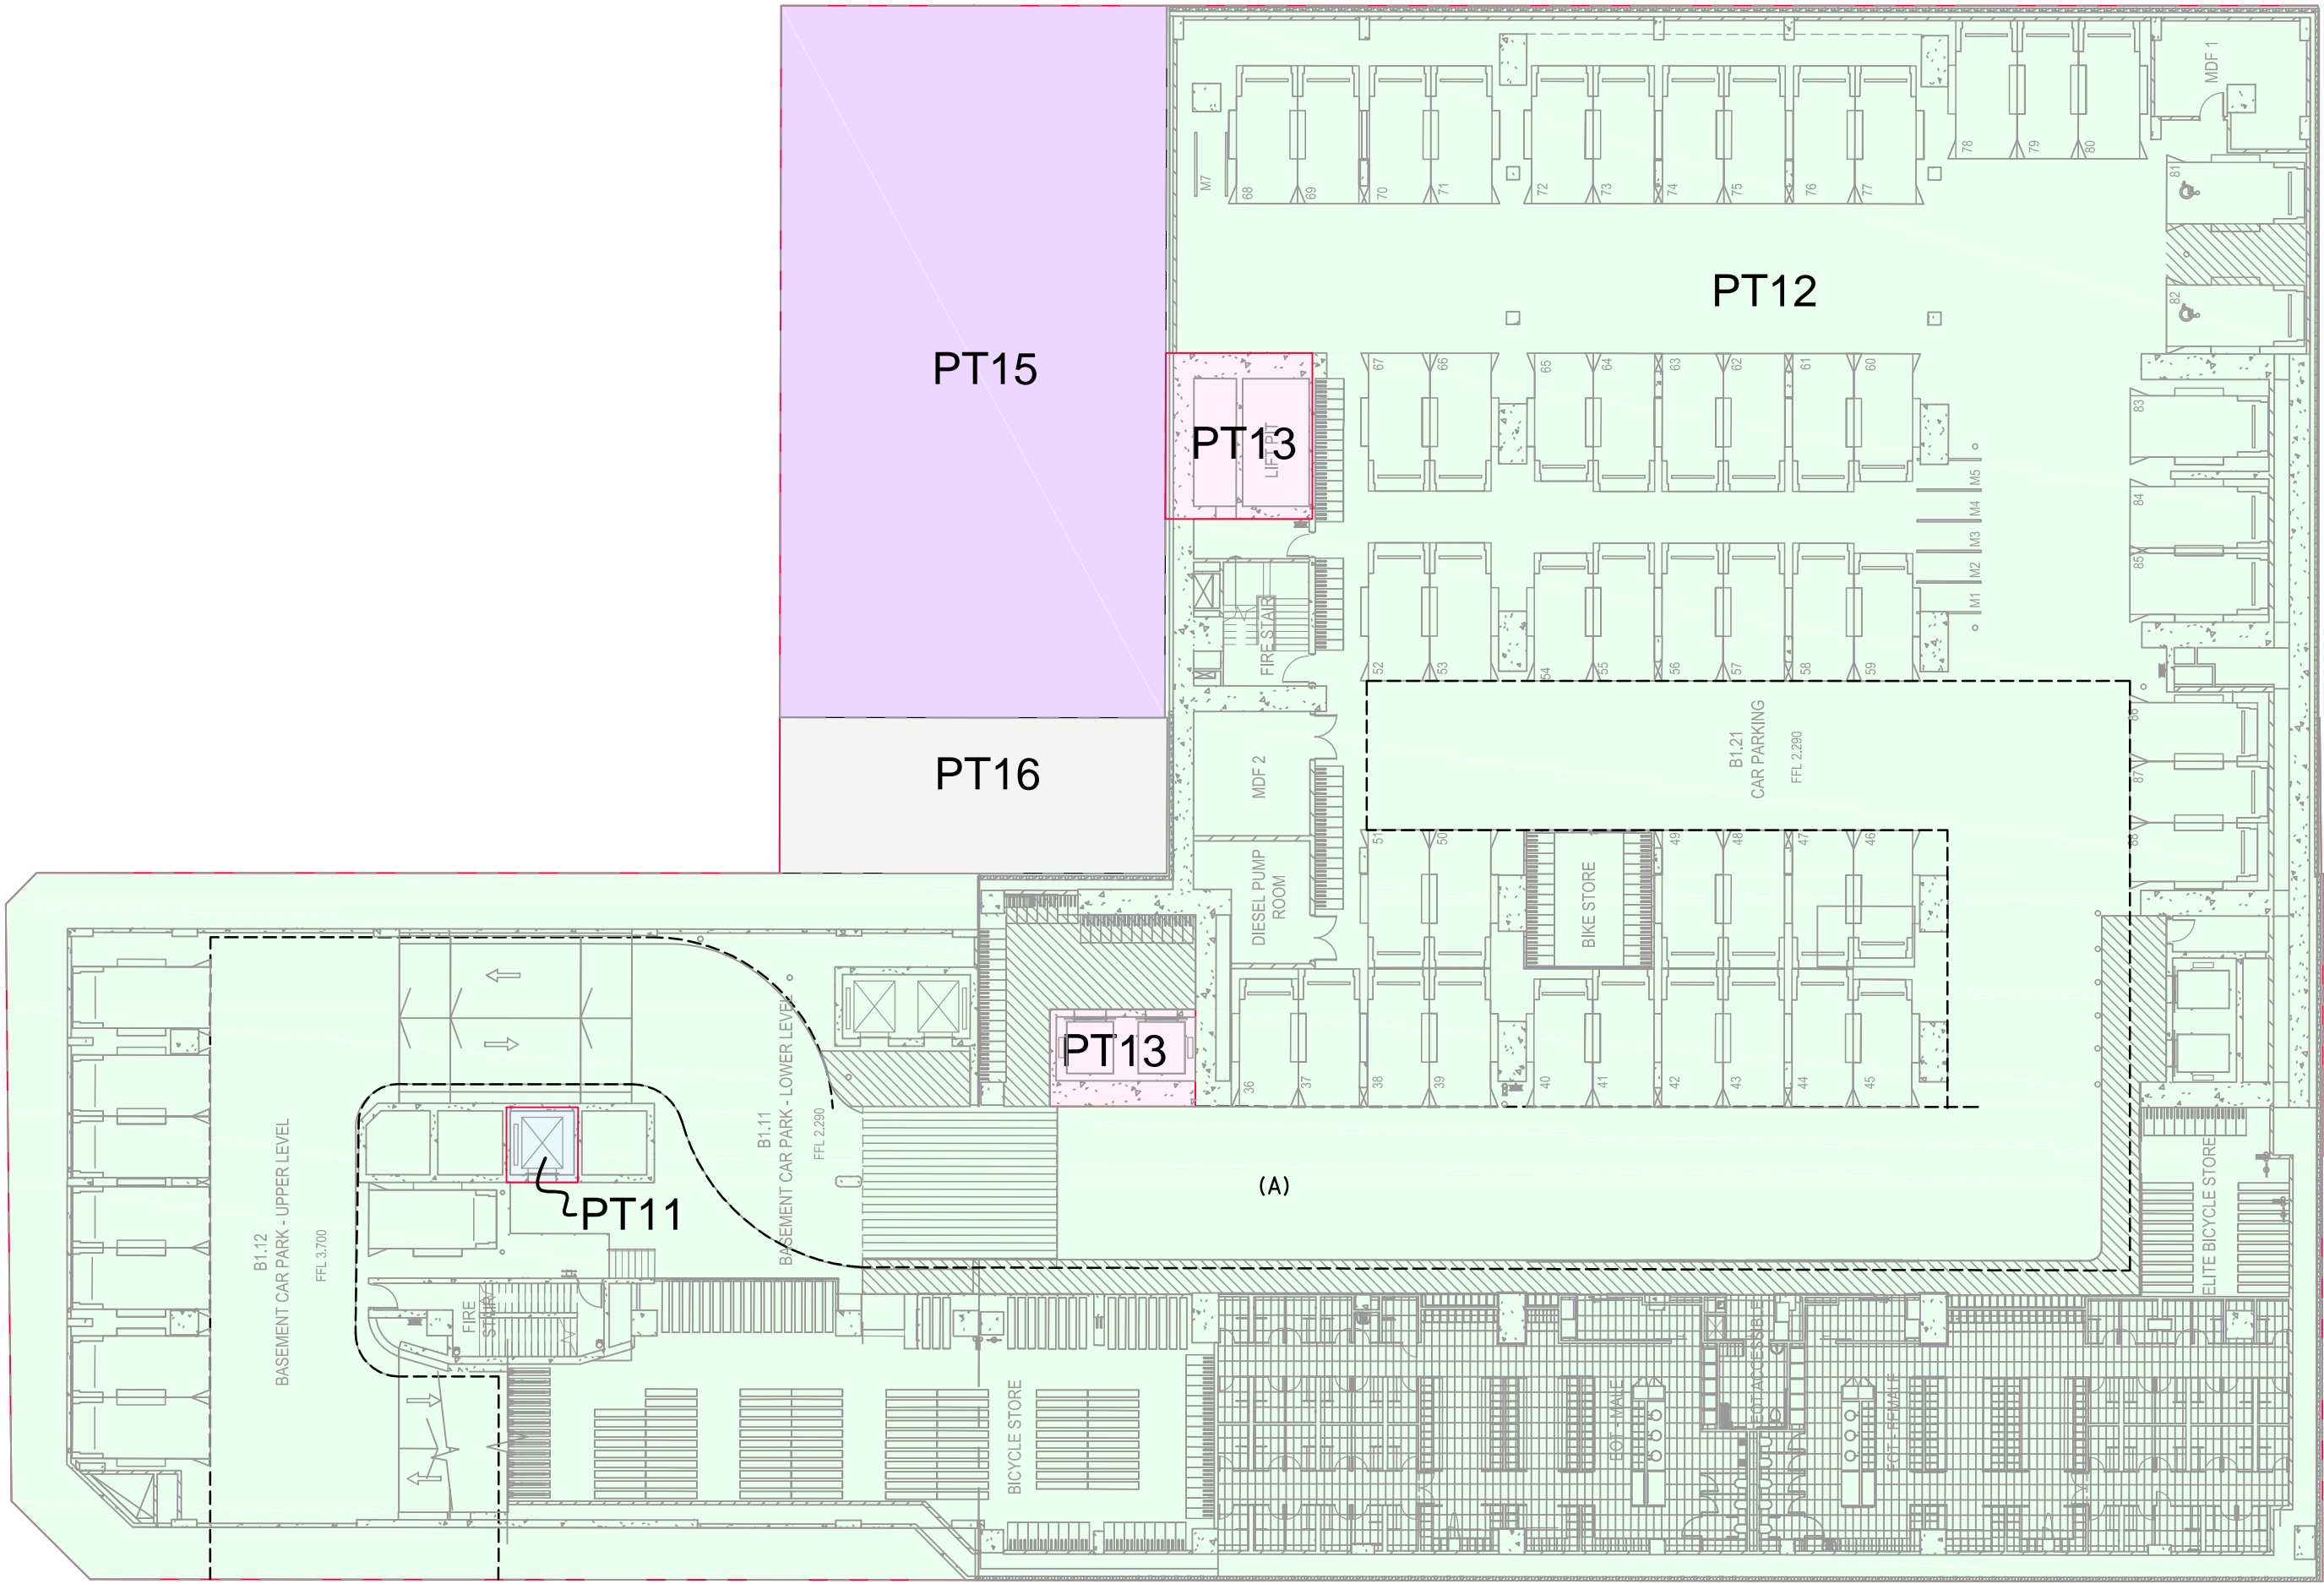 MDF 1
78
79
80
81
M7
68
69
70
71
72
73
74
75
76
77
PT12
82
PT15
67
66
65
64
63
62
61
60
83
PT13
LIFT PIT
M5
M4
M3
M2
M1
84
85
FIRE STAIR
52
53
54
55
56
57
58
59
86
B1.21
CAR PARKING
FFL 2.290
PT16
MDF 2
87
88
51
50
49
48
47
46
DIESEL PUMP
ROOM
BIKE STORE
PT13
36
37
38
39
40
41
42
43
44
45
B1.11
BASEMENT CAR PARK - LOWER LEVEL
FFL 2.290
B1.12
BASEMENT CAR PARK - UPPER LEVEL
FFL 3.700
PT11
(A)
ELITE BICYCLE STORE
FIRE
STAIR
BICYCLE STORE
EOT - MALE
EOT ACCESSIBLE
EOT - FEMALE